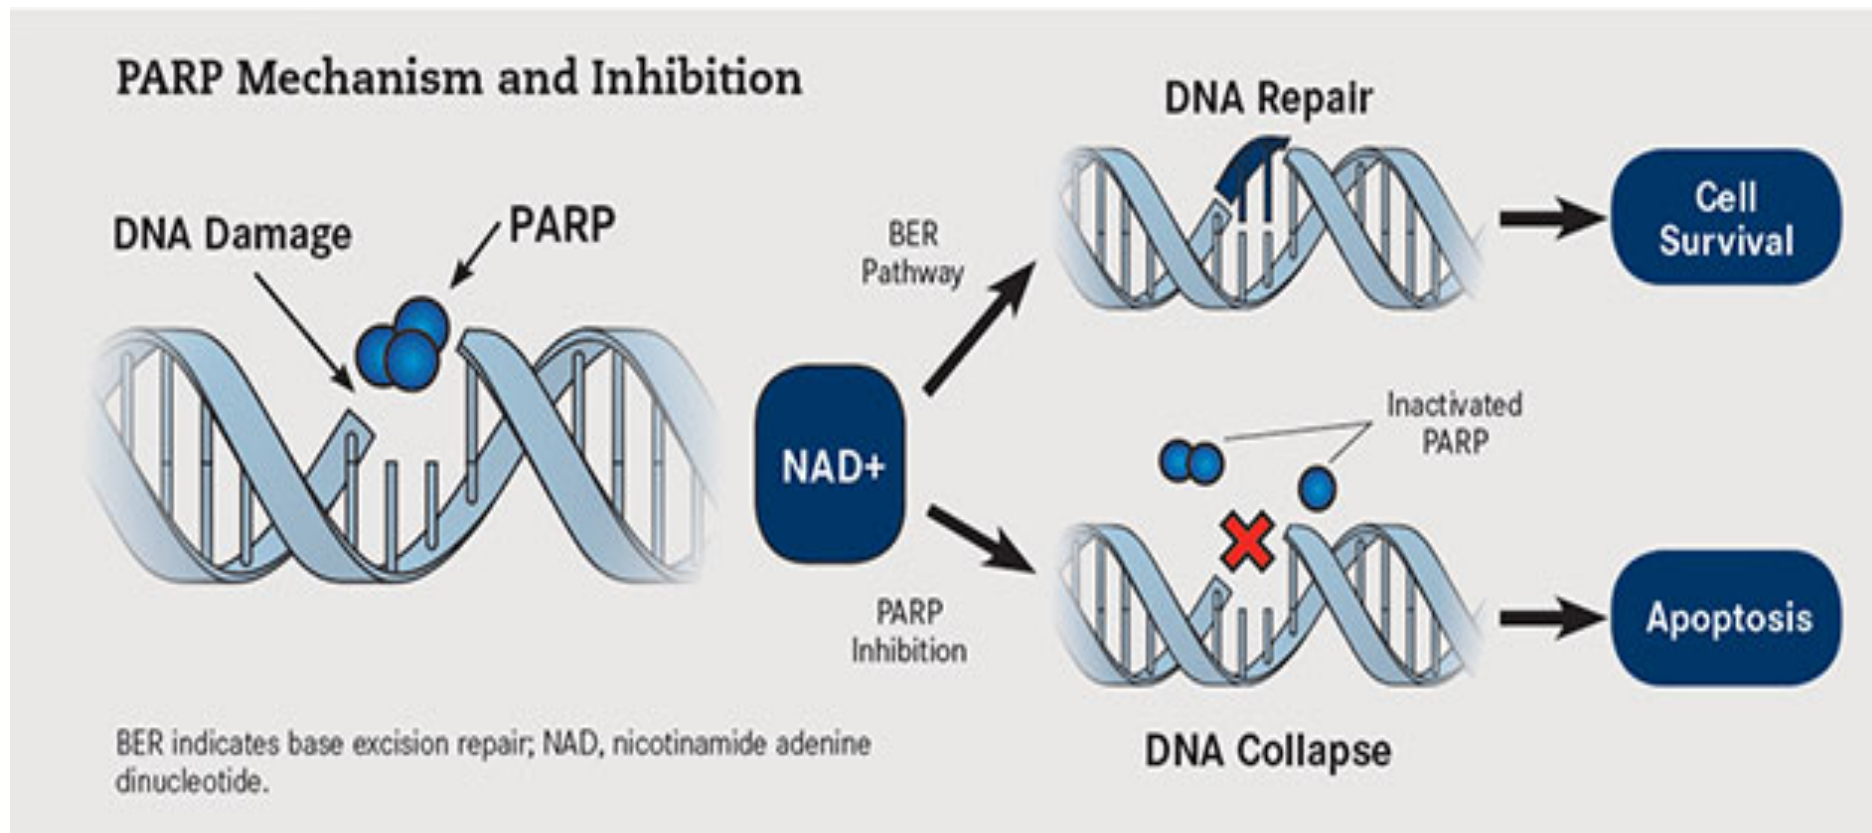 PARP Mechanism and Inhibition
DNA Damage
PARP
NAD+
BER
Pathway
DNA Repair
Cell
Survival
PARP
Inhibition
Inactivated
PARP
DNA Collapse
Apoptosis
BER indicates base excision repair; NAD, nicotinamide adenine
dinucleotide.